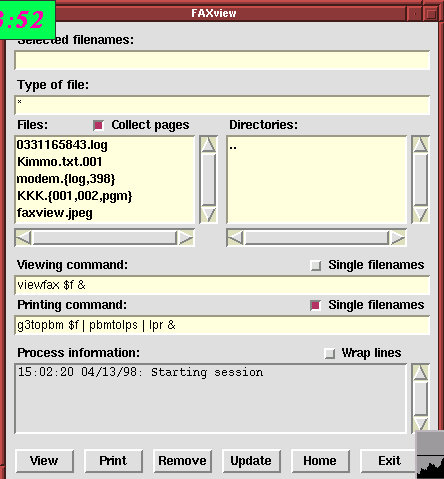 FAXview
3:52
Selected filenames:
Type of file:
*
Files: Collect pages Directories:
0331165843.log
Kimmo.txt.001
modem.{log,398}
KKK.{001,002,pgm}
faxview.jpeg
..
Viewing command: Single filenames
viewfax $f &
Printing command: Single filenames
g3topbm $f | pbmtolps | lpr &
Process information: Wrap lines
15:02:20 04/13/98: Starting session
View Print Remove Update Home Exit